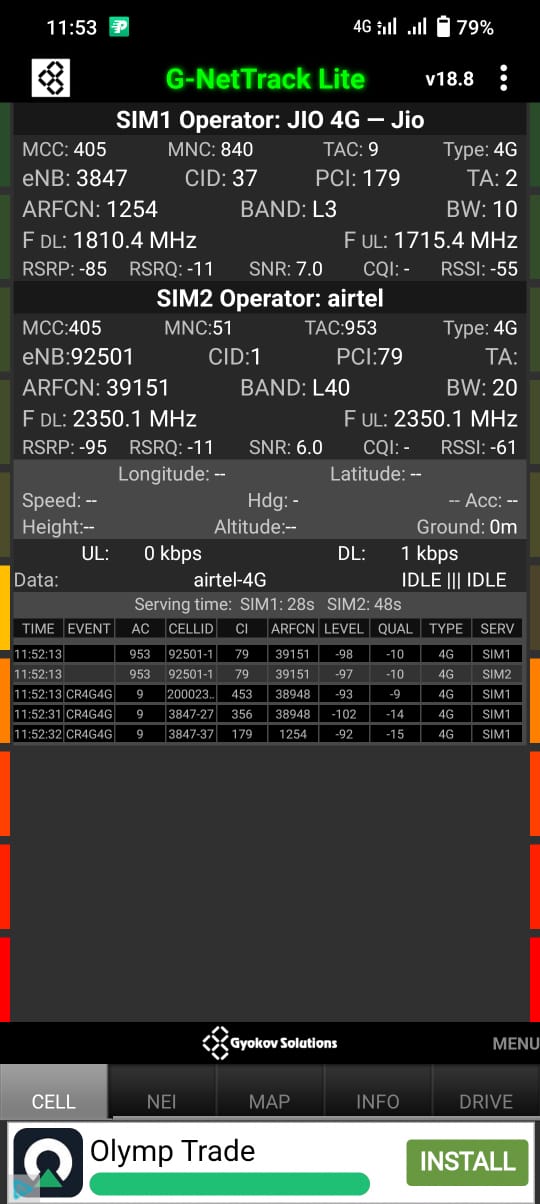 11:53 4G 79%
G-NetTrack Lite v18.8
SIM1 Operator: JIO 4G — Jio
MCC: 405 MNC: 840 TAC: 9 Type: 4G
eNB: 3847 CID: 37 PCI: 179 TA: 2
ARFCN: 1254 BAND: L3 BW: 10
F DL: 1810.4 MHz F UL: 1715.4 MHz
RSRP: -85 RSRQ: -11 SNR: 7.0 CQI: - RSSI: -55
SIM2 Operator: airtel
MCC:405 MNC:51 TAC:953 Type: 4G
eNB:92501 CID:1 PCI:79 TA:
ARFCN: 39151 BAND: L40 BW: 20
F DL: 2350.1 MHz F UL: 2350.1 MHz
RSRP: -95 RSRQ: -11 SNR: 6.0 CQI: - RSSI: -61
Longitude: -- Latitude: --
Speed: -- Hdg: - -- Acc: --
Height:-- Altitude:-- Ground: 0m
UL: 0 kbps DL: 1 kbps
Data: airtel-4G IDLE ||| IDLE
Serving time: SIM1: 28s SIM2: 48s
TIME EVENT AC CELLID CI ARFCN LEVEL QUAL TYPE SERV
11:52:13 953 92501-1 79 39151 -98 -10 4G SIM1
11:52:13 953 92501-1 79 39151 -97 -10 4G SIM2
11:52:13 CR4G4G 9 200023.. 453 38948 -93 -9 4G SIM1
11:52:31 CR4G4G 9 3847-27 356 38948 -102 -14 4G SIM1
11:52:32 CR4G4G 9 3847-37 179 1254 -92 -15 4G SIM1
Gyokov Solutions MENU
CELL NEI MAP INFO DRIVE
Olymp Trade INSTALL